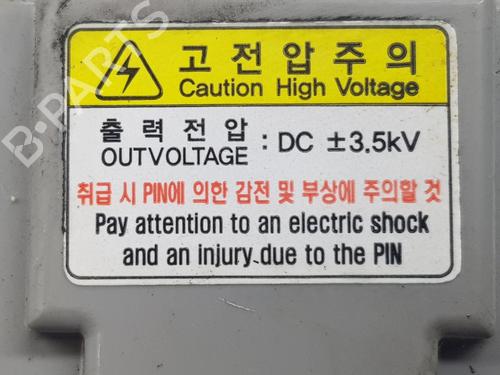 고전압주의
Caution High Voltage
출력전압 : DC ±3.5kV
OUTVOLTAGE
취급 시 PIN에 의한 감전 및 부상에 주의할 것
Pay attention to an electric shock
and an injury due to the PIN
B-PARTS